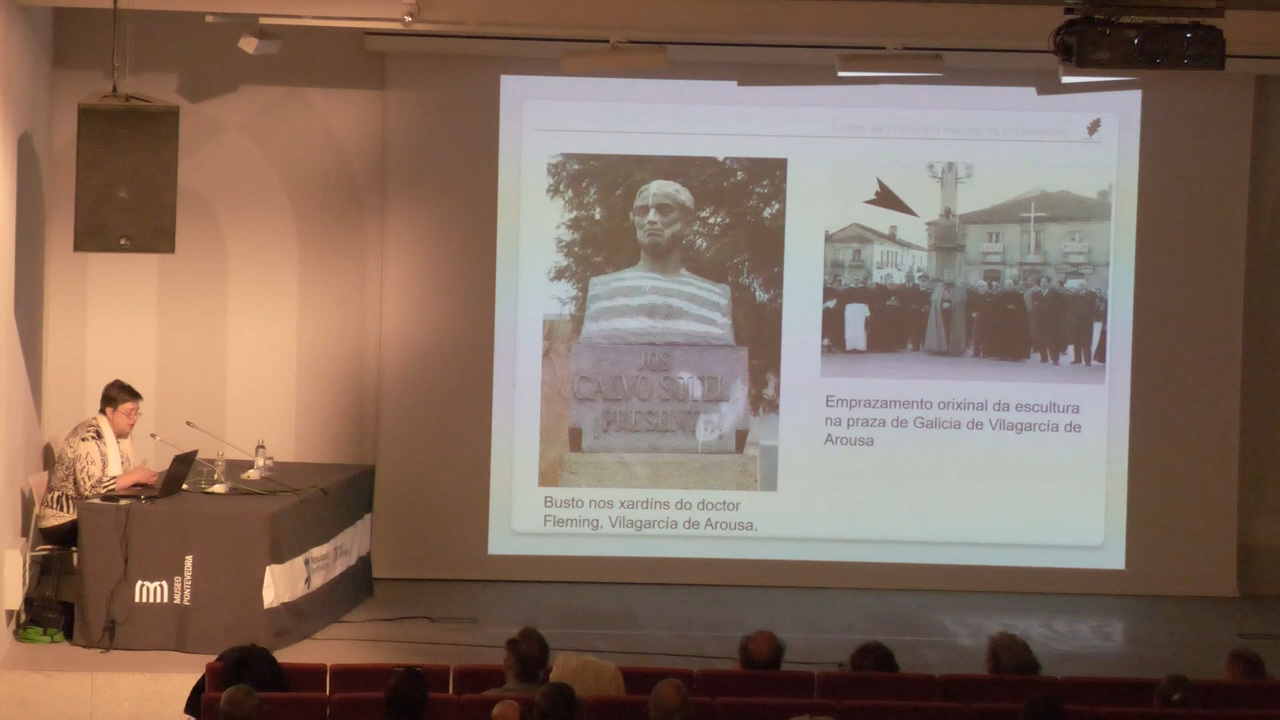 JOS
CALVO SOTEL
PRESENTE
Busto nos xardíns do doctor
Fleming, Vilagarcía de Arousa.
Emprazamento orixinal da escultura
na praza de Galicia de Vilagarcía de
Arousa
MUSEO
PONTEVEDRA